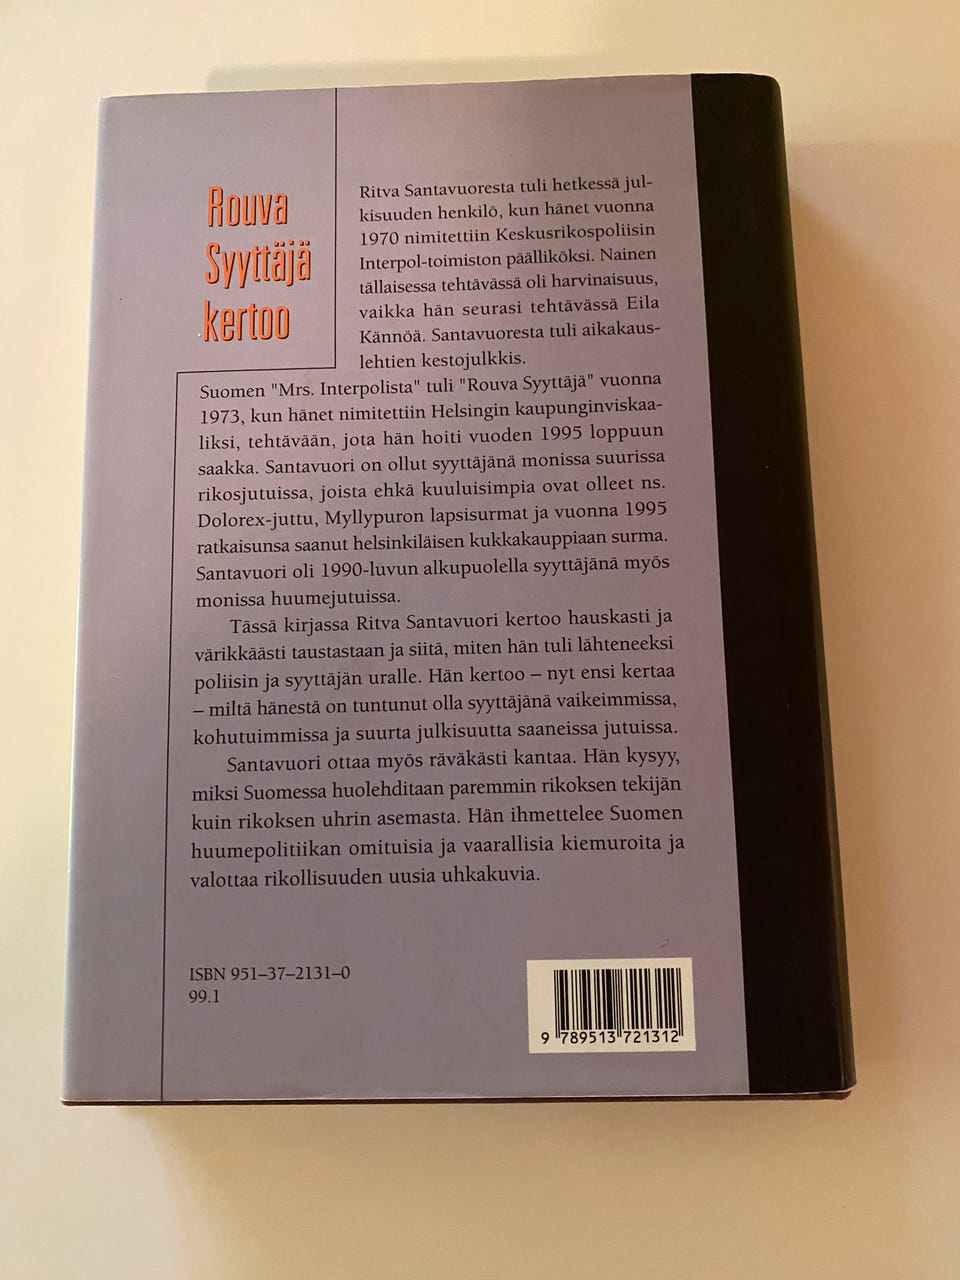 Rouva
Syyttäjä
kertoo
Ritva Santavuoresta tuli hetkessä jul-
kisuuden henkilö, kun hänet vuonna
1970 nimitettiin Keskusrikospoliisin
Interpol-toimiston päälliköksi. Nainen
tällaisessa tehtävässä oli harvinaisuus,
vaikka hän seurasi tehtävässä Eila
Kännöä. Santavuoresta tuli aikakaus-
lehtien kestojulkkis.
Suomen "Mrs. Interpolista" tuli "Rouva Syyttäjä" vuonna
1973, kun hänet nimitettiin Helsingin kaupunginviskaa-
liksi, tehtävään, jota hän hoiti vuoden 1995 loppuun
saakka. Santavuori on ollut syyttäjänä monissa suurissa
rikosjutuissa, joista ehkä kuuluisimpia ovat olleet ns.
Dolorex-juttu, Myllypuron lapsisurmat ja vuonna 1995
ratkaisunsa saanut helsinkiläisen kukkakauppiaan surma.
Santavuori oli 1990-luvun alkupuolella syyttäjänä myös
monissa huumejutuissa.
Tässä kirjassa Ritva Santavuori kertoo hauskasti ja
värikkäästi taustastaan ja siitä, miten hän tuli lähteneeksi
poliisin ja syyttäjän uralle. Hän kertoo – nyt ensi kertaa
– miltä hänestä on tuntunut olla syyttäjänä vaikeimmissa,
kohutuimmissa ja suurta julkisuutta saaneissa jutuissa.
Santavuori ottaa myös räväkästi kantaa. Hän kysyy,
miksi Suomessa huolehditaan paremmin rikoksen tekijän
kuin rikoksen uhrin asemasta. Hän ihmettelee Suomen
huumepolitiikan omituisia ja vaarallisia kiemuroita ja
valottaa rikollisuuden uusia uhkakuvia.
ISBN 951–37–2131–0
99.1
9 789513 721312